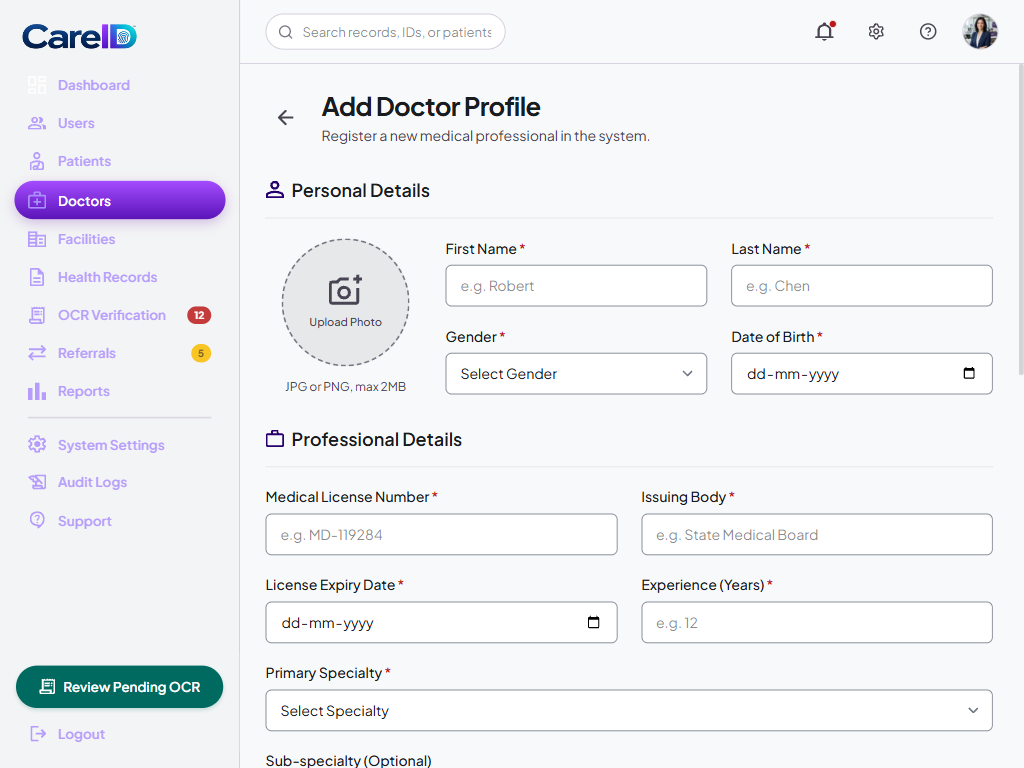 CareID
Search records, IDs, or patients
Dashboard
Users
Patients
Doctors
Facilities
Health Records
OCR Verification 12
Referrals 5
Reports
System Settings
Audit Logs
Support
Review Pending OCR
Logout
Add Doctor Profile
Register a new medical professional in the system.
Personal Details
Upload Photo
JPG or PNG, max 2MB
First Name *
e.g. Robert
Last Name *
e.g. Chen
Gender *
Select Gender
Date of Birth *
dd-mm-yyyy
Professional Details
Medical License Number *
e.g. MD-119284
Issuing Body *
e.g. State Medical Board
License Expiry Date *
dd-mm-yyyy
Experience (Years) *
e.g. 12
Primary Specialty *
Select Specialty
Sub-specialty (Optional)